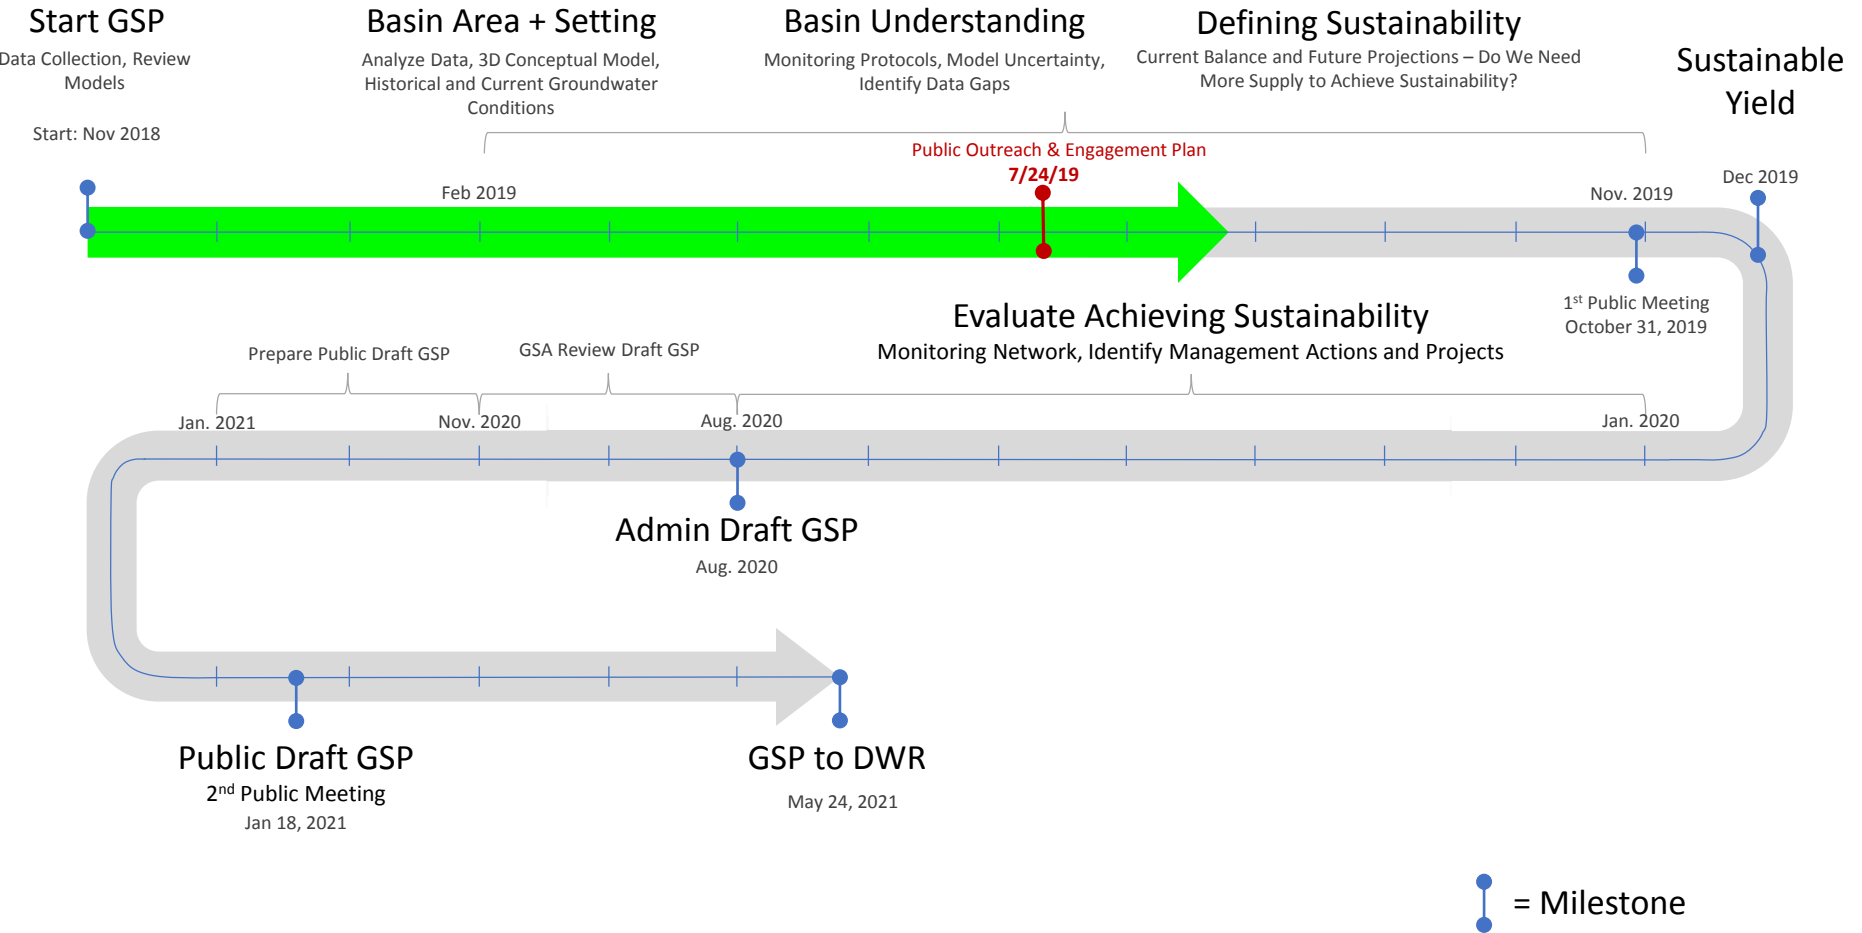 Start GSP
Data Collection, Review
Models
Start: Nov 2018
Basin Area + Setting
Analyze Data, 3D Conceptual Model,
Historical and Current Groundwater
Conditions
Basin Understanding
Monitoring Protocols, Model Uncertainty,
Identify Data Gaps
Defining Sustainability
Current Balance and Future Projections – Do We Need
More Supply to Achieve Sustainability?
Sustainable
Yield
Public Outreach & Engagement Plan
7/24/19
Feb 2019
Nov. 2019
Dec 2019
1st Public Meeting
October 31, 2019
Evaluate Achieving Sustainability
Monitoring Network, Identify Management Actions and Projects
Prepare Public Draft GSP
GSA Review Draft GSP
Jan. 2021
Nov. 2020
Aug. 2020
Jan. 2020
Admin Draft GSP
Aug. 2020
Public Draft GSP
2nd Public Meeting
Jan 18, 2021
GSP to DWR
May 24, 2021
= Milestone